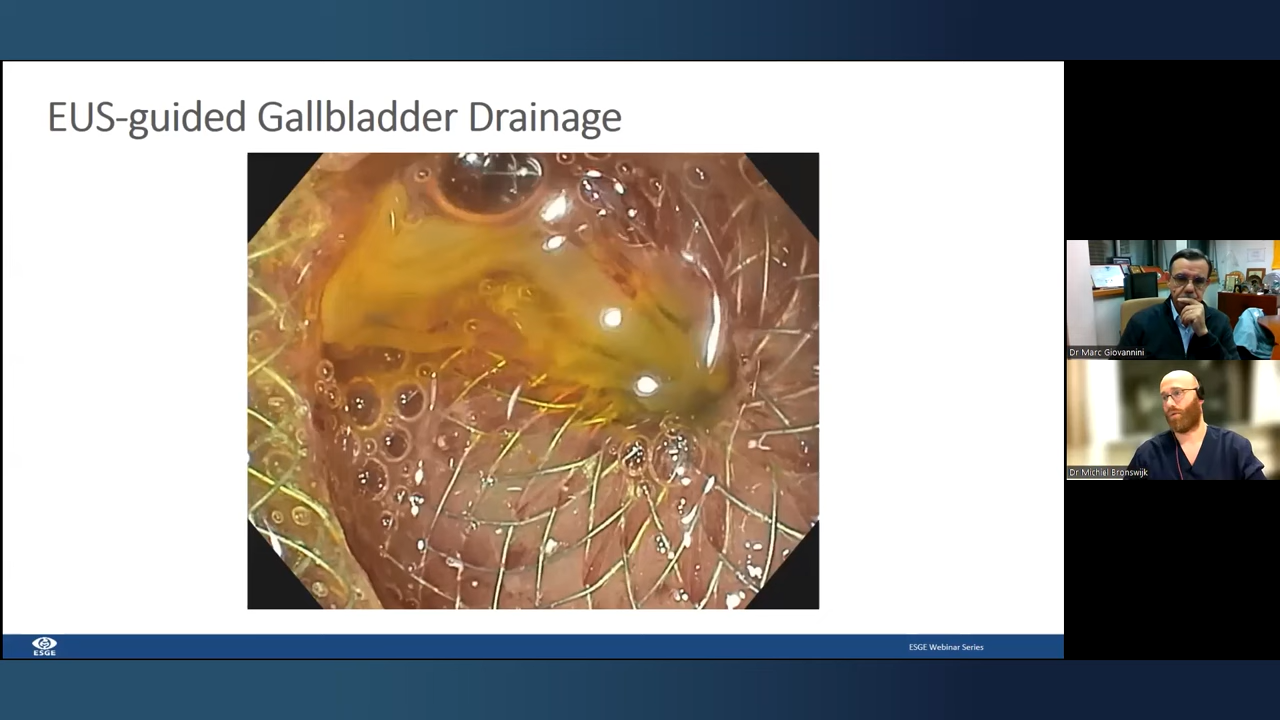 EUS-guided Gallbladder Drainage
Dr Marc Giovannini
Dr Michiel Bronswijk
ESGE
ESGE Webinar Series